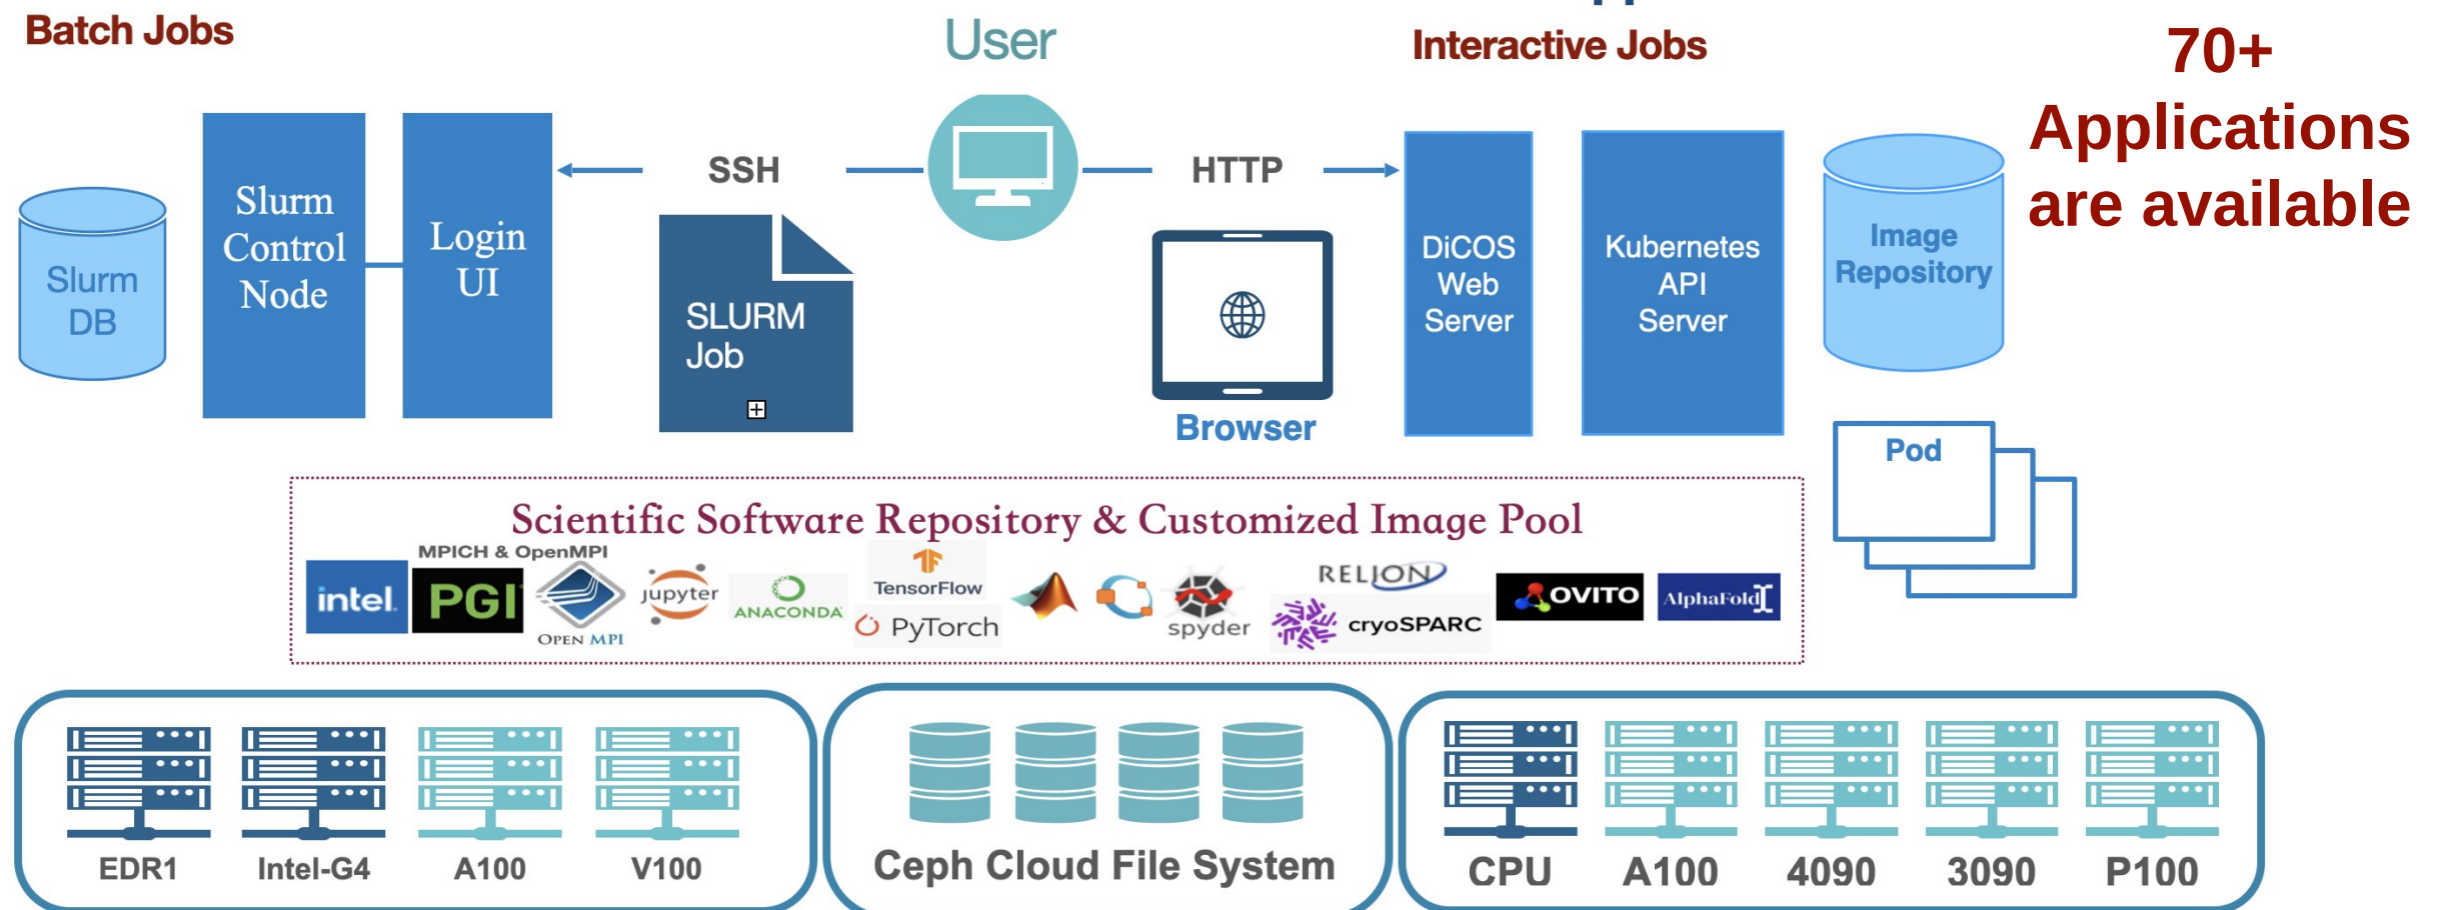 Batch Jobs
User
Interactive Jobs
70+
Applications
are available
Slurm
DB
Slurm
Control
Node
Login
UI
SSH
SLURM
Job
HTTP
Browser
DiCOS
Web
Server
Kubernetes
API
Server
Image
Repository
Pod
Scientific Software Repository & Customized Image Pool
MPICH & OpenMPI
intel.
PGI
OPEN MPI
jupyter
ANACONDA
TensorFlow
PyTorch
spyder
RELION
cryoSPARC
OVITO
AlphaFold
EDR1
Intel-G4
A100
V100
Ceph Cloud File System
CPU
A100
4090
3090
P100